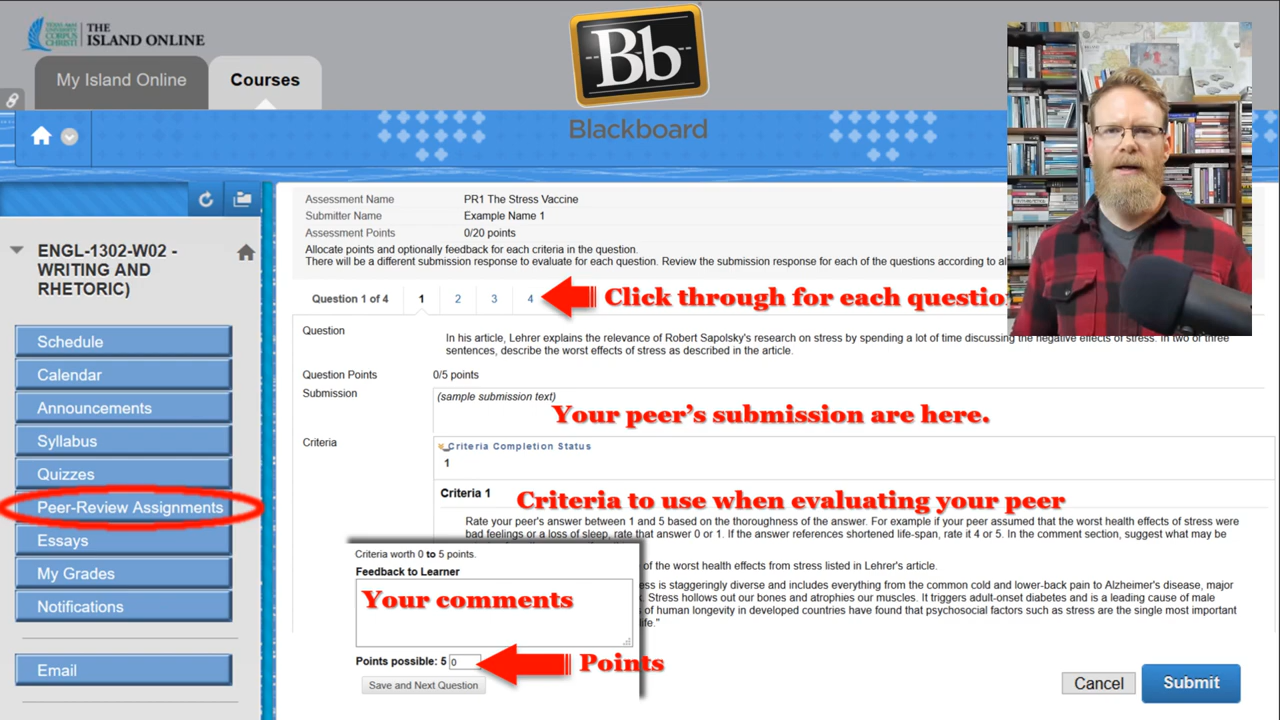 TEXAS A&M
UNIVERSITY
CORPUS
CHRISTI
THE
ISLAND ONLINE
My Island Online
Courses
Bb
Blackboard
ENGL-1302-W02 -
WRITING AND
RHETORIC)
Schedule
Calendar
Announcements
Syllabus
Quizzes
Peer-Review Assignments
Essays
My Grades
Notifications
Email
Assessment Name PR1 The Stress Vaccine
Submitter Name Example Name 1
Assessment Points 0/20 points
Allocate points and optionally feedback for each criteria in the question.
There will be a different submission response to evaluate for each question. Review the submission response for each of the questions according to al
Question 1 of 4 1 2 3 4
Click through for each questio
Question
In his article, Lehrer explains the relevance of Robert Sapolsky's research on stress by spending a lot of time discussing the negative effects of stress. In two or three
sentences, describe the worst effects of stress as described in the article.
Question Points 0/5 points
Submission (sample submission text)
Your peer's submission are here.
Criteria
Criteria Completion Status
1
Criteria 1
Criteria to use when evaluating your peer
Rate your peer's answer between 1 and 5 based on the thoroughness of the answer. For example if your peer assumed that the worst health effects of stress were
bad feelings or a loss of sleep, rate that answer 0 or 1. If the answer references shortened life-span, rate it 4 or 5. In the comment section, suggest what may be
of the worst health effects from stress listed in Lehrer's article.
ess is staggeringly diverse and includes everything from the common cold and lower-back pain to Alzheimer's disease, major
. Stress hollows out our bones and atrophies our muscles. It triggers adult-onset diabetes and is a leading cause of male
s of human longevity in developed countries have found that psychosocial factors such as stress are the single most important
life."
Criteria worth 0 to 5 points.
Feedback to Learner
Your comments
Points possible: 5 0
Points
Save and Next Question
Cancel
Submit